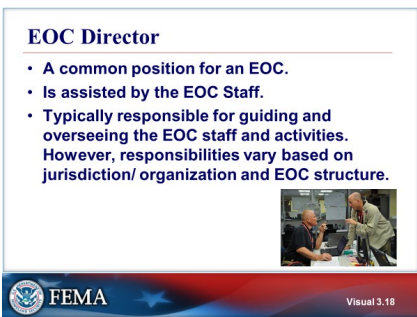 EOC Director
• A common position for an EOC.
• Is assisted by the EOC Staff.
• Typically responsible for guiding and
overseeing the EOC staff and activities.
However, responsibilities vary based on
jurisdiction/ organization and EOC structure.
FEMA
Visual 3.18